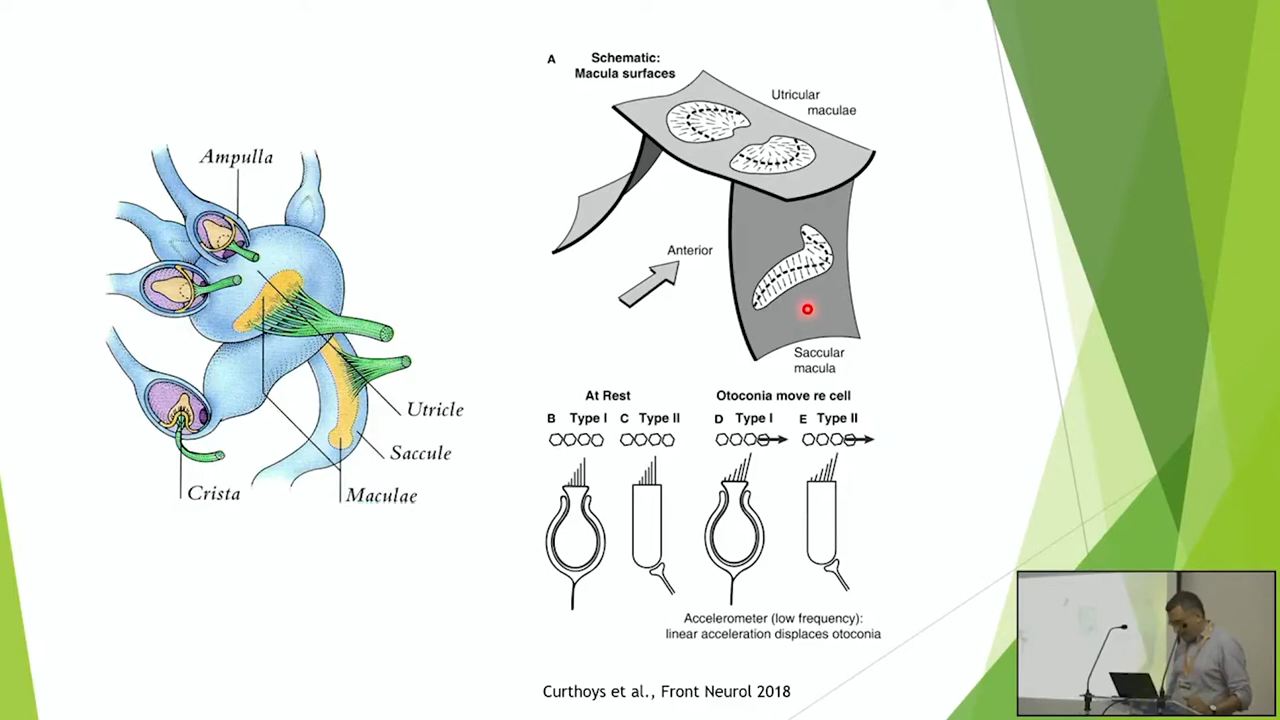 Ampulla
Utricle
Saccule
Crista
Maculae
A
Schematic:
Macula surfaces
Utricular
maculae
Anterior
Saccular
macula
At Rest
Otoconia move re cell
B Type I C Type II D Type I E Type II
Accelerometer (low frequency):
linear acceleration displaces otoconia
Curthoys et al., Front Neurol 2018